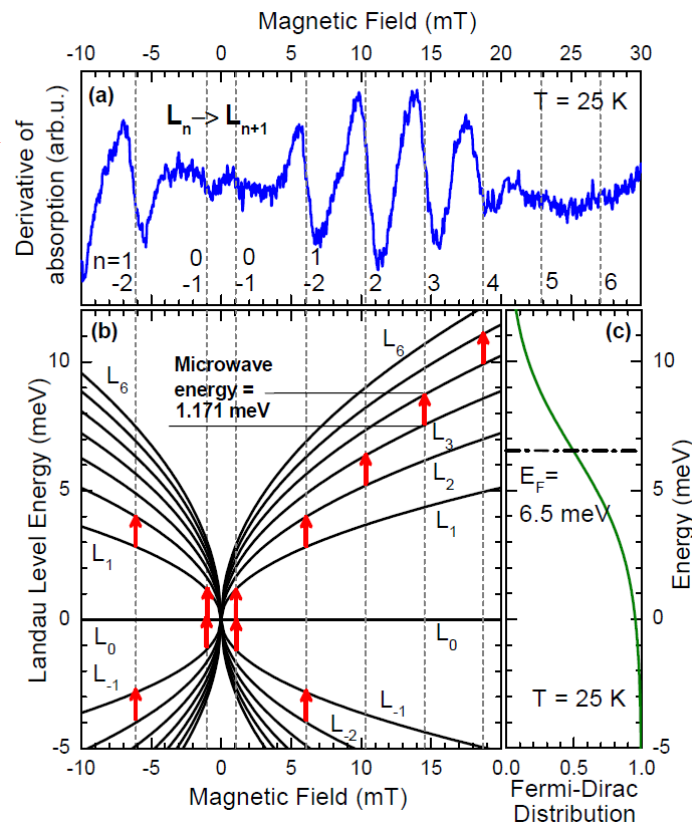 Magnetic Field (mT)
-10 -5 0 5 10 15 20 25 30
Derivative of
absorption (arb.u.)
(a)
Lₙ–> Lₙ₊₁
T = 25 K
n=1 0 0 1
-2 -1 -1 -2 2 3 4 5 6
(b)
(c)
L₆
Microwave
energy =
1.171 meV
L₆
L₃
L₂
L₁
L₁
L₀
L₀
L₋₁
L₋₁
L₋₂
E_F=
6.5 meV
T = 25 K
Landau Level Energy (meV)
10
5
0
-5
-10 -5 0 5 10 15 20
Magnetic Field (mT)
0.0 0.5 1.0
Fermi-Dirac
Distribution
10
5
0
-5
Energy (meV)